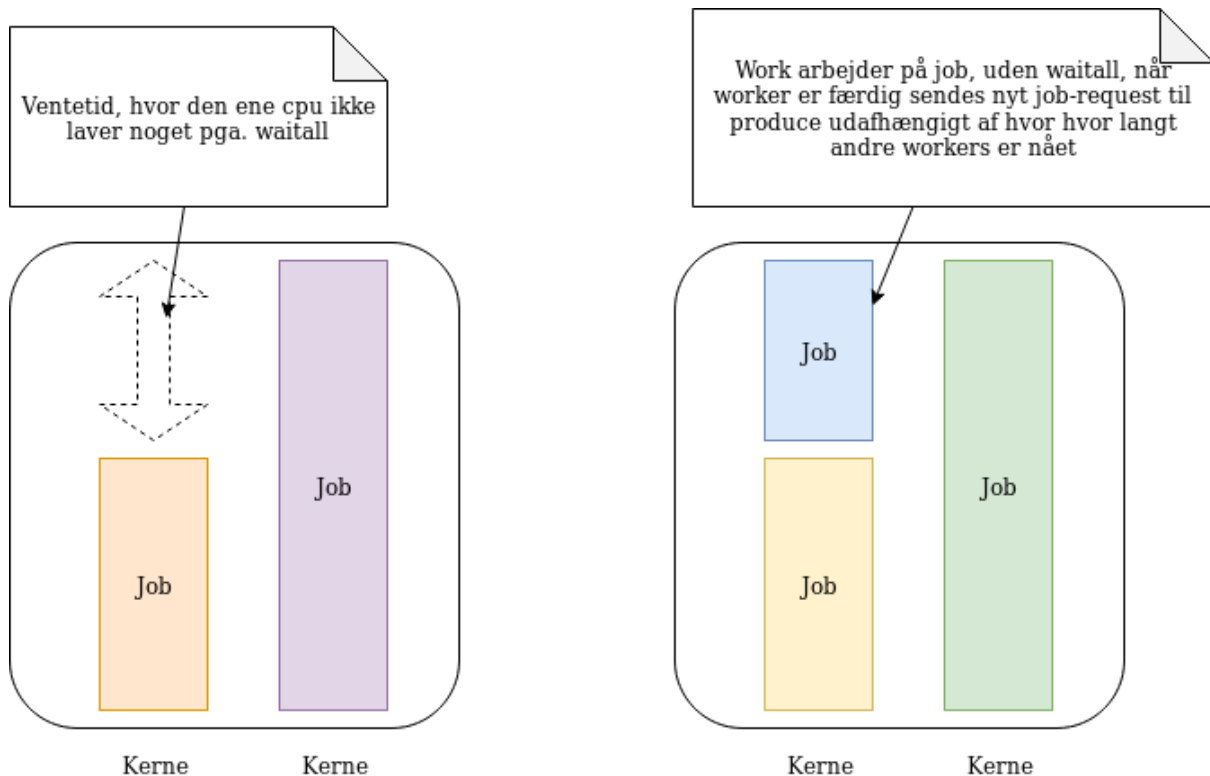 Ventetid, hvor den ene cpu ikke
laver noget pga. waitall
Work arbejder på job, uden waitall, når
worker er færdig sendes nyt job-request til
produce udafhængigt af hvor hvor langt
andre workers er nået
Job
Job
Job
Job
Job
Kerne
Kerne
Kerne
Kerne